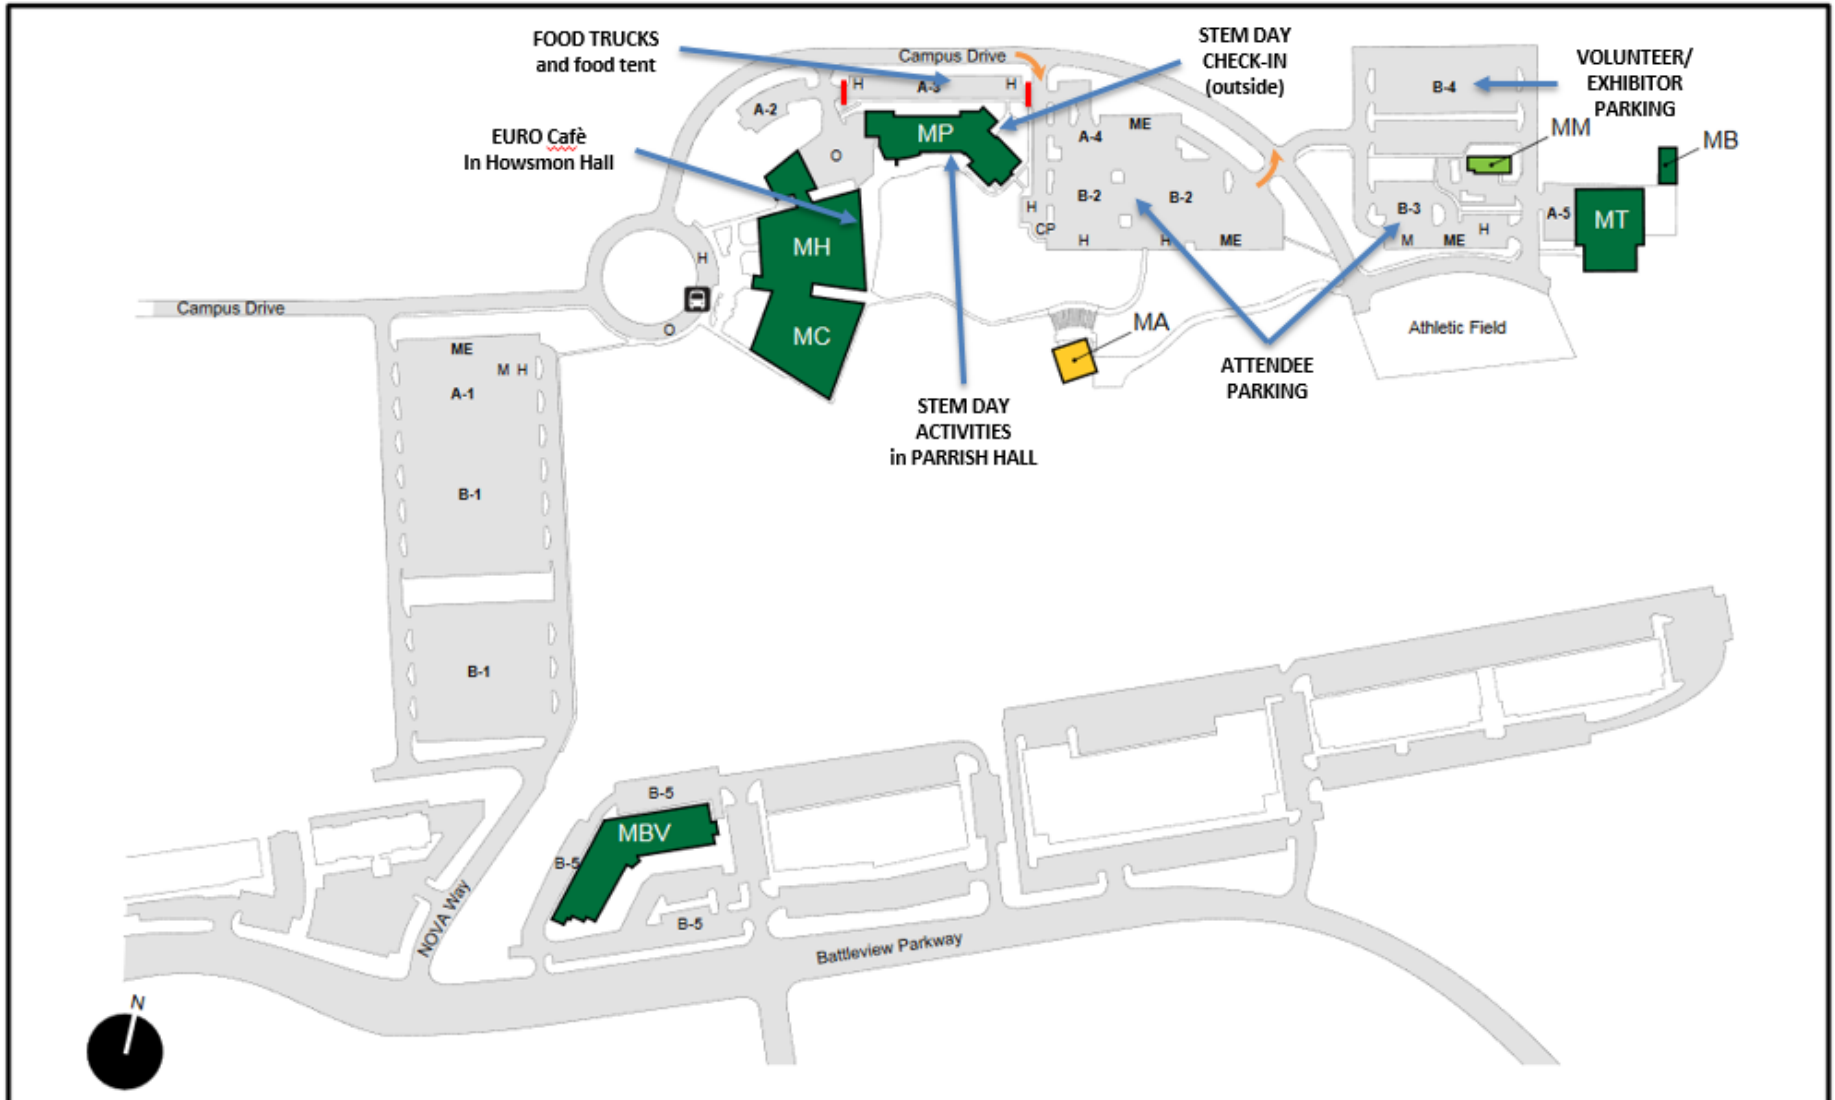 FOOD TRUCKS
and food tent
Campus Drive
STEM DAY
CHECK-IN
(outside)
VOLUNTEER/
EXHIBITOR
PARKING
H
A-3
H
B-4
A-2
EURO Cafè
In Howsmon Hall
MP
A-4
ME
MM
MB
O
B-2
B-2
H
CP
H
H
ME
B-3
M
ME
H
A-5
MT
MH
H
Campus Drive
O
MC
MA
Athletic Field
ME
M H
A-1
ATTENDEE
PARKING
STEM DAY
ACTIVITIES
in PARRISH HALL
B-1
B-1
B-5
MBV
B-5
B-5
NOVA Way
Battleview Parkway
N